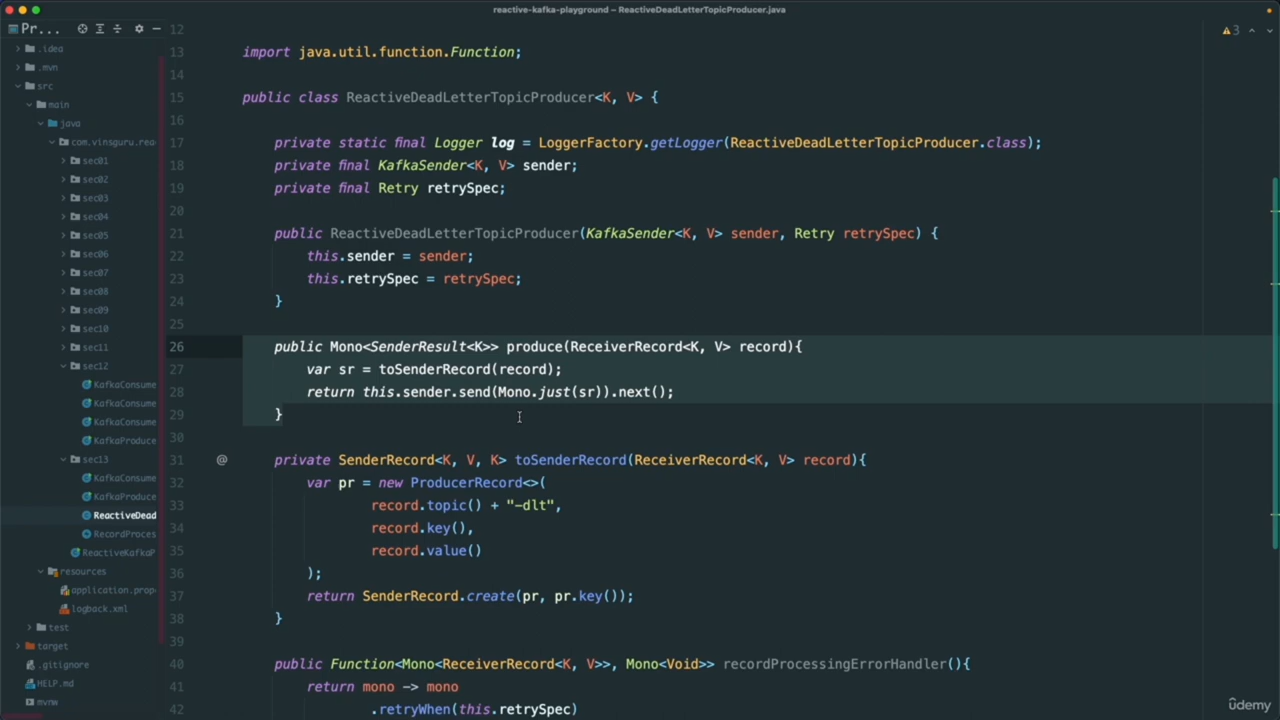 reactive-kafka-playground – ReactiveDeadLetterTopicProducer.java
Pr...
.idea
.mvn
src
main
java
com.vinsguru.rea
sec01
sec02
sec03
sec04
sec05
sec06
sec07
sec08
sec09
sec10
sec11
sec12
KafkaConsume
KafkaConsume
KafkaConsume
KafkaProduce
sec13
KafkaConsume
KafkaProduce
ReactiveDead
RecordProces
ReactiveKafkaP
resources
application.prop
logback.xml
test
target
.gitignore
HELP.md
mvnw
3
12
13 import java.util.function.Function;
14
15 public class ReactiveDeadLetterTopicProducer<K, V> {
16
17 private static final Logger log = LoggerFactory.getLogger(ReactiveDeadLetterTopicProducer.class);
18 private final KafkaSender<K, V> sender;
19 private final Retry retrySpec;
20
21 public ReactiveDeadLetterTopicProducer(KafkaSender<K, V> sender, Retry retrySpec) {
22 this.sender = sender;
23 this.retrySpec = retrySpec;
24 }
25
26 public Mono<SenderResult<K>> produce(ReceiverRecord<K, V> record){
27 var sr = toSenderRecord(record);
28 return this.sender.send(Mono.just(sr)).next();
29 }
30
31 @ private SenderRecord<K, V, K> toSenderRecord(ReceiverRecord<K, V> record){
32 var pr = new ProducerRecord<>(
33 record.topic() + "-dlt",
34 record.key(),
35 record.value()
36 );
37 return SenderRecord.create(pr, pr.key());
38 }
39
40 public Function<Mono<ReceiverRecord<K, V>>, Mono<Void>> recordProcessingErrorHandler(){
41 return mono -> mono
42 .retryWhen(this.retrySpec)
udemy